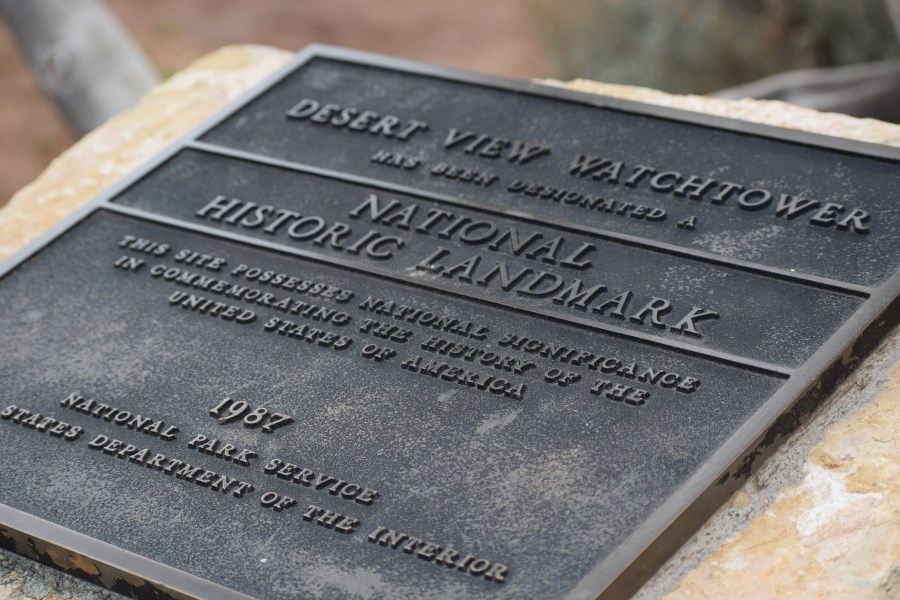 DESERT VIEW WATCHTOWER
HAS BEEN DESIGNATED A
NATIONAL
HISTORIC LANDMARK
THIS SITE POSSESSES NATIONAL SIGNIFICANCE
IN COMMEMORATING THE HISTORY OF THE
UNITED STATES OF AMERICA
1987
NATIONAL PARK SERVICE
STATES DEPARTMENT OF THE INTERIOR